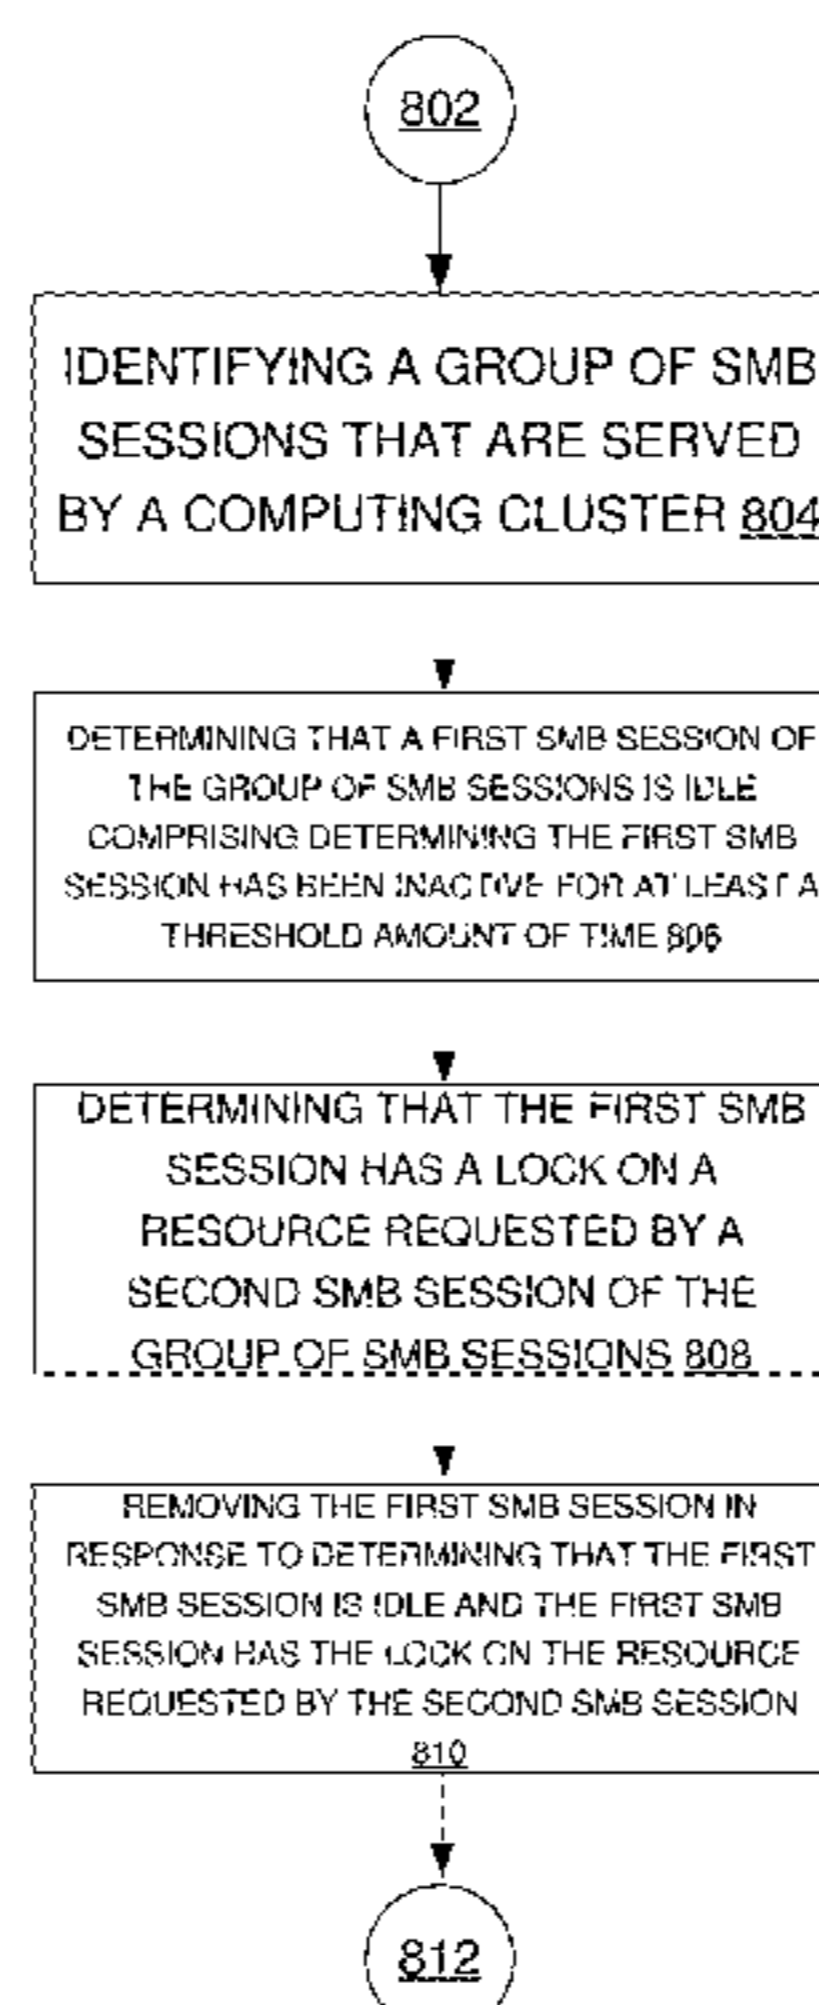 802
IDENTIFYING A GROUP OF SMB
SESSIONS THAT ARE SERVED
BY A COMPUTING CLUSTER 804
DETERMINING THAT A FIRST SMB SESSION OF
THE GROUP OF SMB SESSIONS IS IDLE
COMPRISING DETERMINING THE FIRST SMB
SESSION HAS BEEN INACTIVE FOR AT LEAST A
THRESHOLD AMOUNT OF TIME 806
DETERMINING THAT THE FIRST SMB
SESSION HAS A LOCK ON A
RESOURCE REQUESTED BY A
SECOND SMB SESSION OF THE
GROUP OF SMB SESSIONS 808
REMOVING THE FIRST SMB SESSION IN
RESPONSE TO DETERMINING THAT THE FIRST
SMB SESSION IS IDLE AND THE FIRST SMB
SESSION HAS THE LOCK ON THE RESOURCE
REQUESTED BY THE SECOND SMB SESSION
810
812